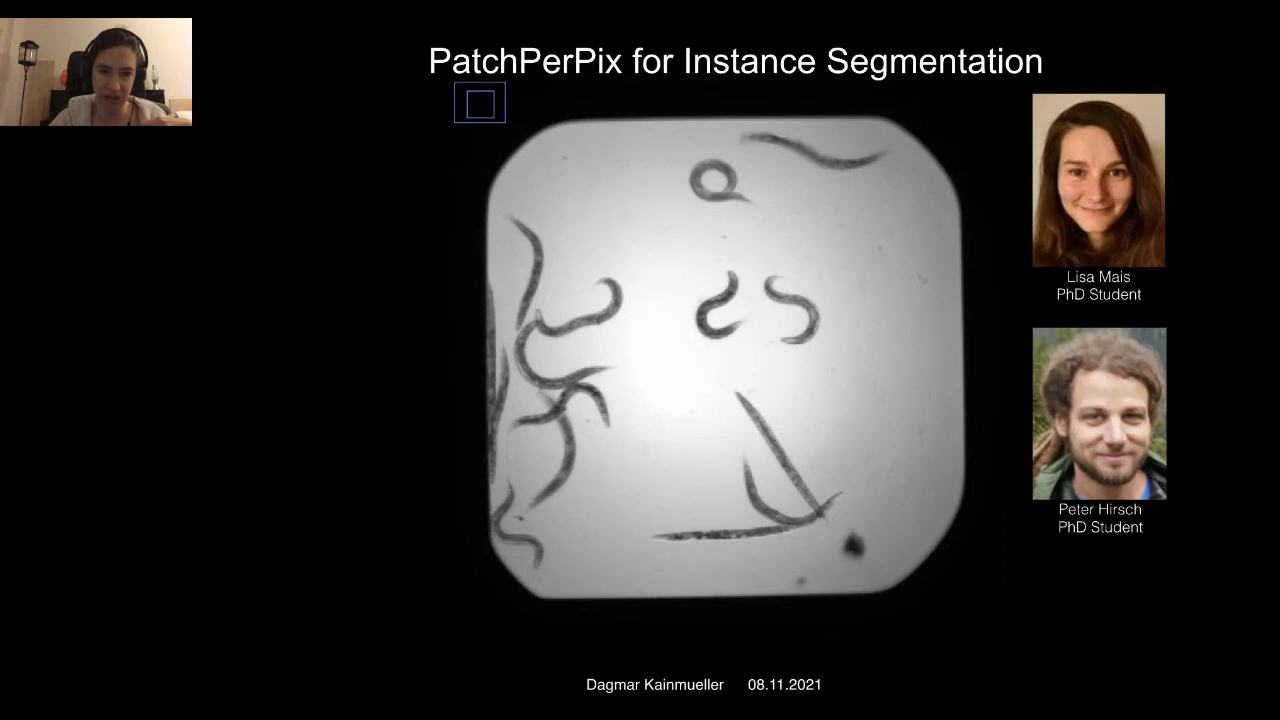 PatchPerPix for Instance Segmentation
Lisa Mais
PhD Student
Peter Hirsch
PhD Student
Dagmar Kainmueller 08.11.2021